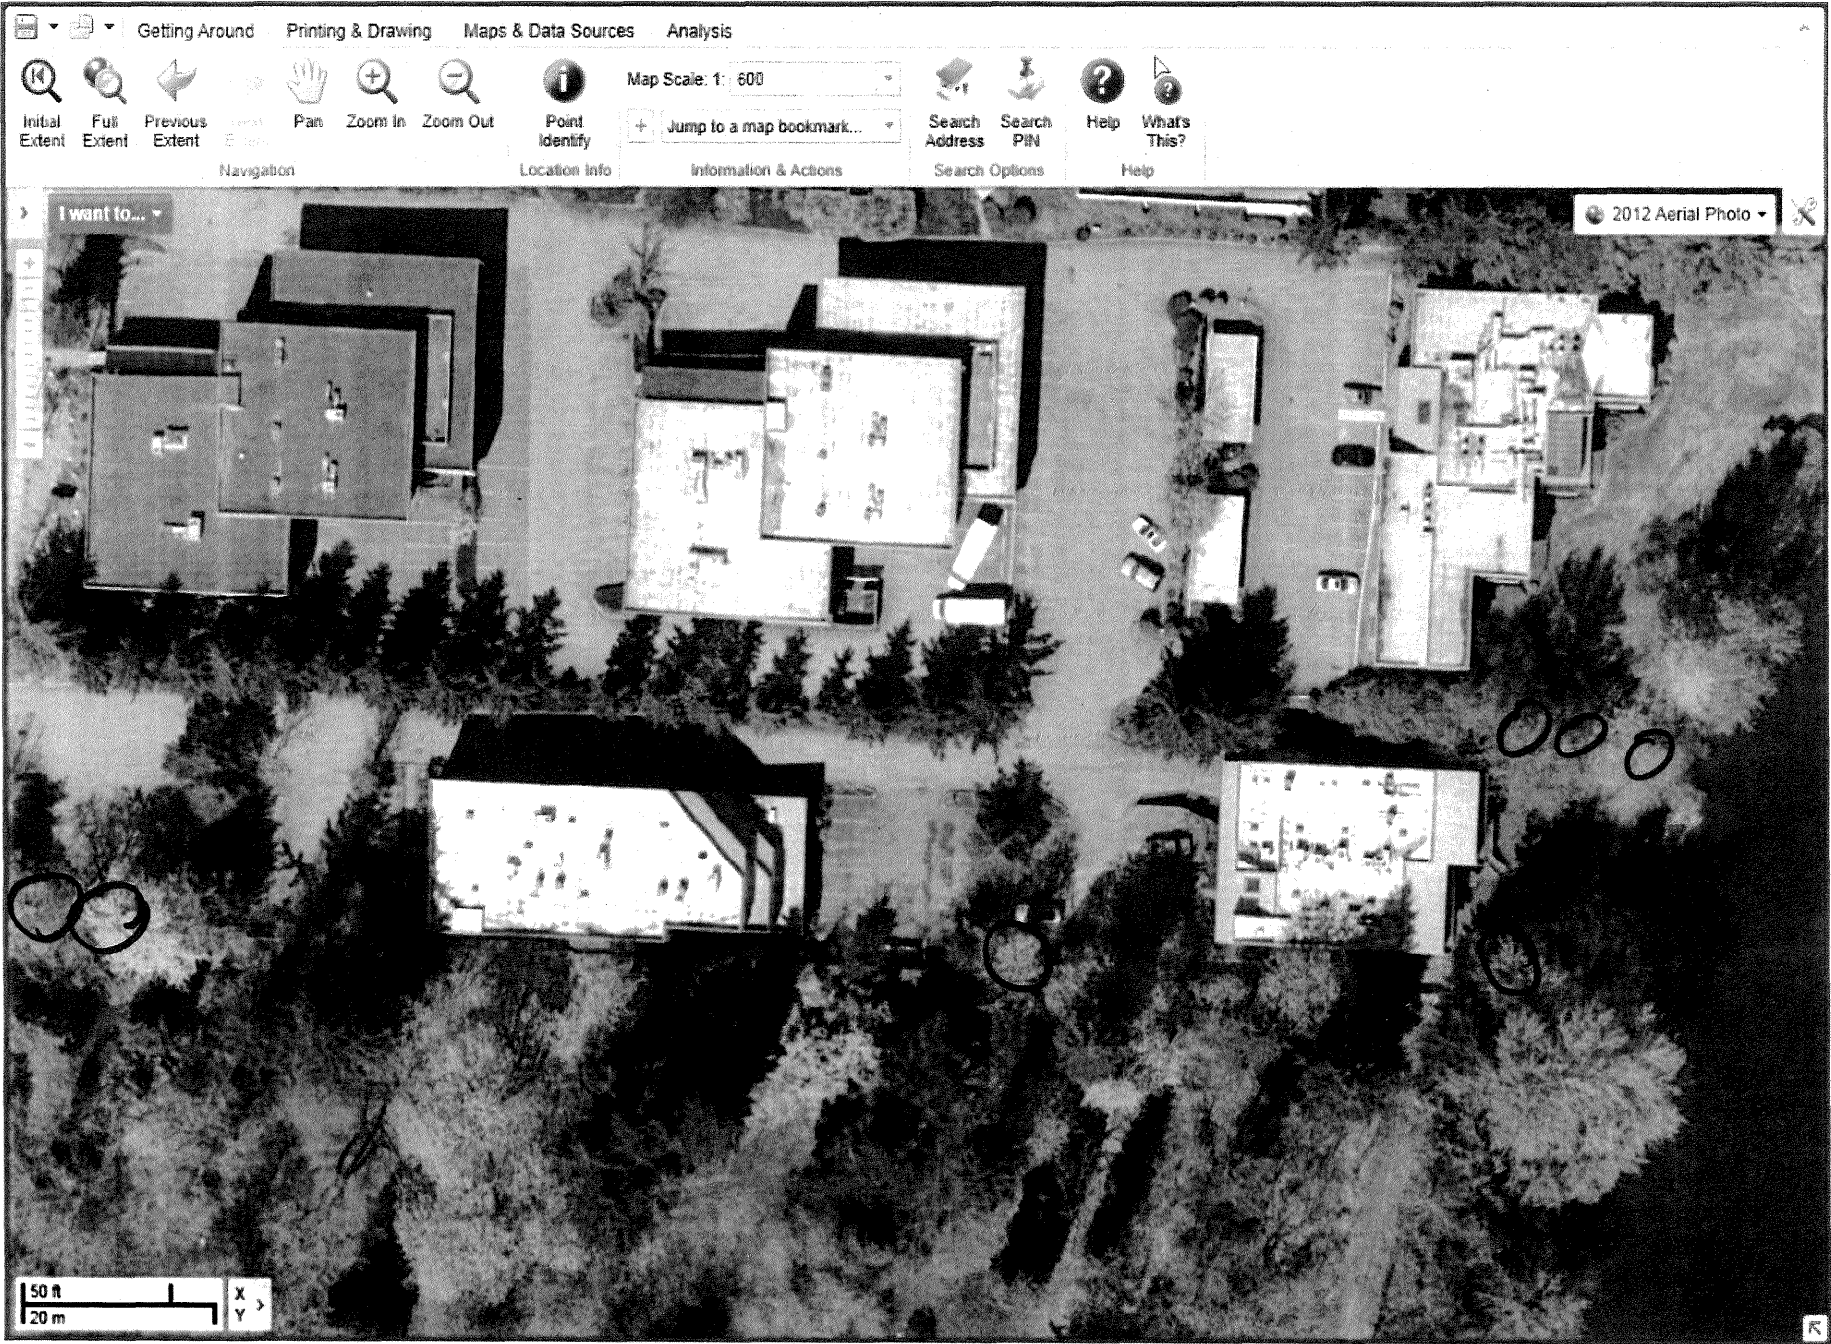 Getting Around Printing & Drawing Maps & Data Sources Analysis
Initial Extent
Full Extent
Previous Extent
Pan
Zoom In
Zoom Out
Point Identify
Map Scale: 1: 600
Jump to a map bookmark...
Search Address
Search PIN
Help
What's This?
Navigation
Location Info
Information & Actions
Search Options
Help
I want to...
2012 Aerial Photo
50 ft
20 m
X
Y